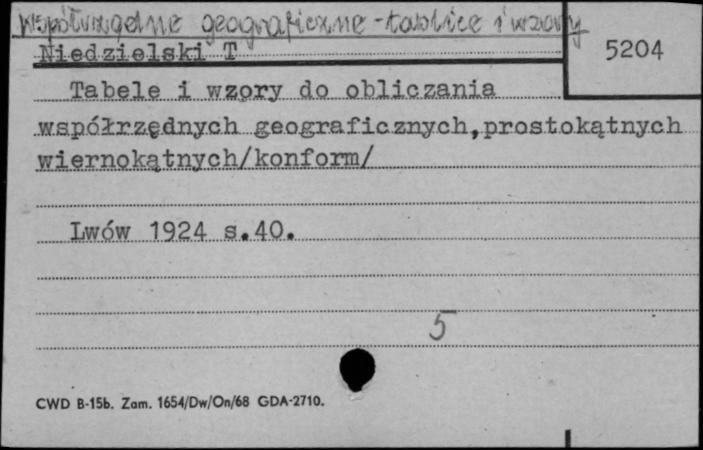 współrzędne geograficzne - tablice i wzory
Niedzielski T
5204
Tabele i wzory do obliczania
współrzędnych geograficznych,prostokątnych
wiernokątnych/konform/
Lwów 1924 s.40.
5
CWD B-15b. Zam. 1654/Dw/On/68 GDA-2710.